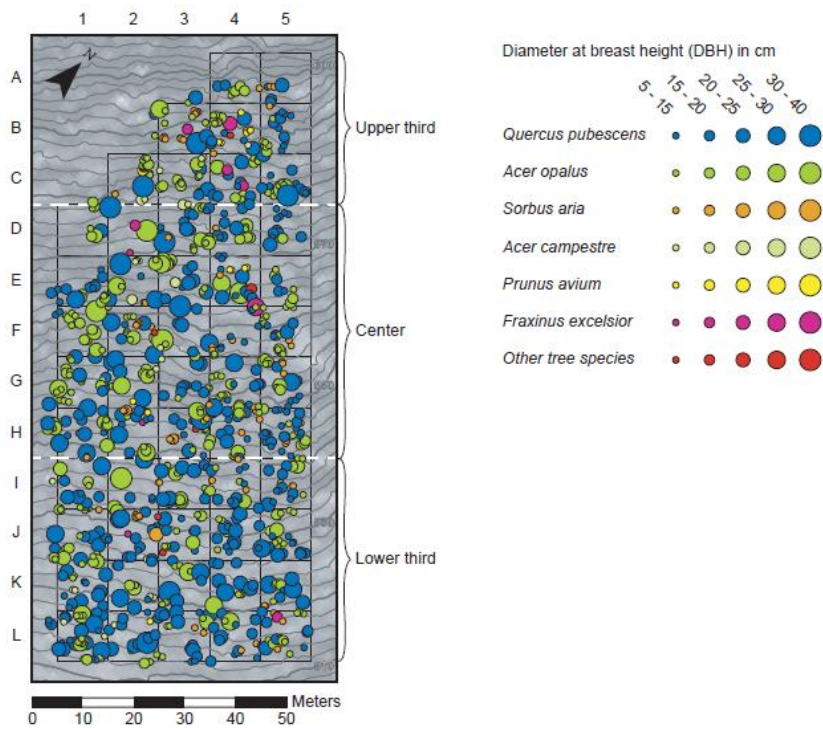 1 2 3 4 5
N
A
B
C
D
E
F
G
H
I
J
K
L
Upper third
Center
Lower third
Meters
0 10 20 30 40 50
Diameter at breast height (DBH) in cm
5 - 15
15 - 20
20 - 25
25 - 30
30 - 40
Quercus pubescens
Acer opalus
Sorbus aria
Acer campestre
Prunus avium
Fraxinus excelsior
Other tree species